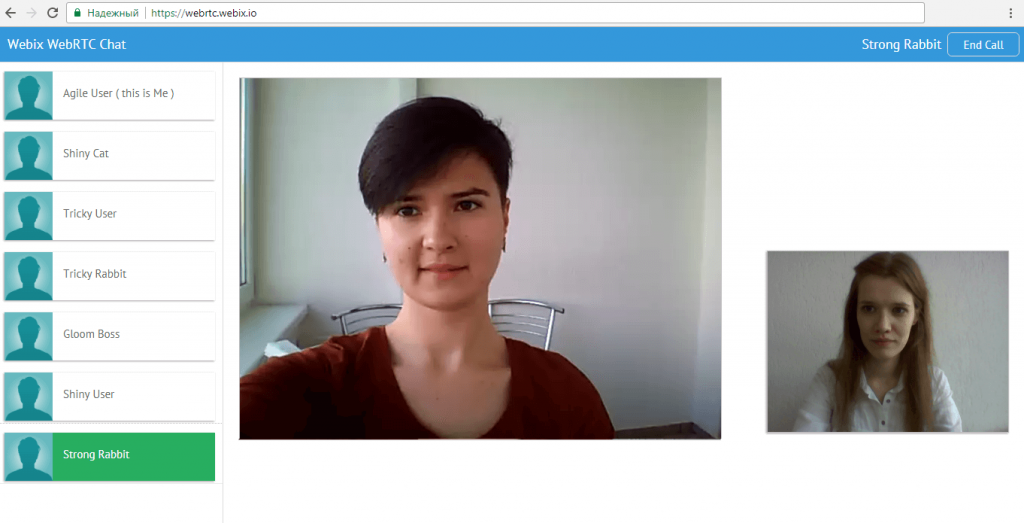 Надежный https://webrtc.webix.io
Webix WebRTC Chat Strong Rabbit End Call
Agile User ( this is Me )
Shiny Cat
Tricky User
Tricky Rabbit
Gloom Boss
Shiny User
Strong Rabbit